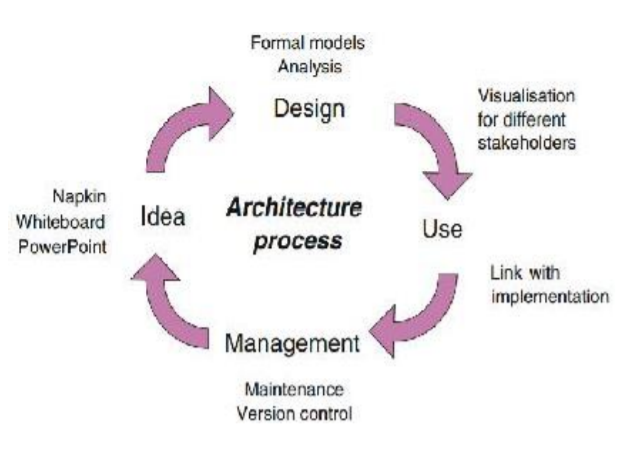 Formal models
Analysis
Design
Visualisation
for different
stakeholders
Napkin
Whiteboard
PowerPoint
Idea
Architecture
process
Use
Link with
implementation
Management
Maintenance
Version control